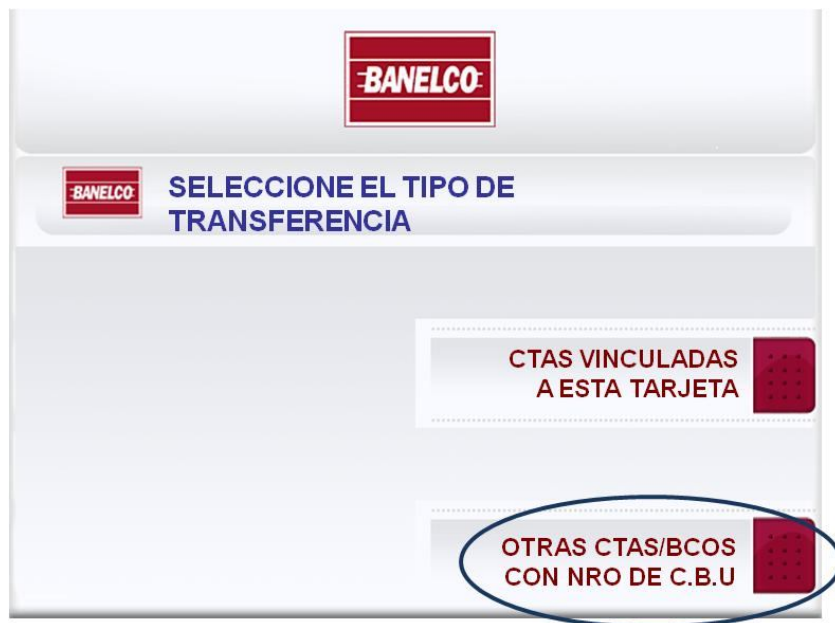 BANELCO
BANELCO
SELECCIONE EL TIPO DE
TRANSFERENCIA
CTAS VINCULADAS
A ESTA TARJETA
OTRAS CTAS/BCOS
CON NRO DE C.B.U